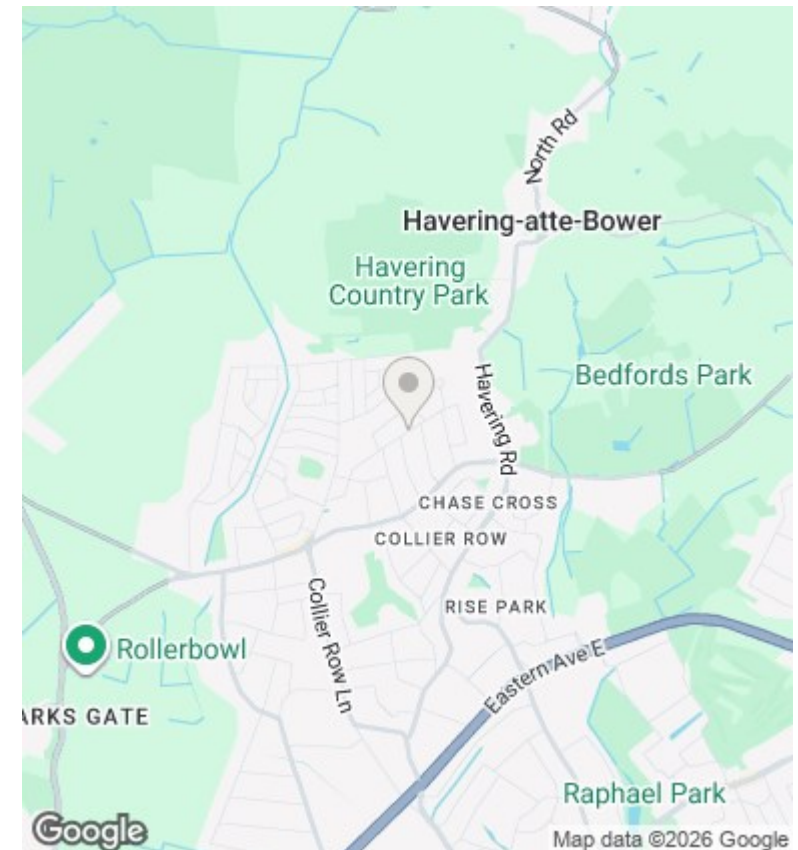 North Rd
Havering-atte-Bower
Havering
Country Park
Bedfords Park
Havering Rd
CHASE CROSS
COLLIER ROW
RISE PARK
Collier Row Ln
Rollerbowl
Eastern Ave E
ARKS GATE
Raphael Park
Google
Map data ©2026 Google